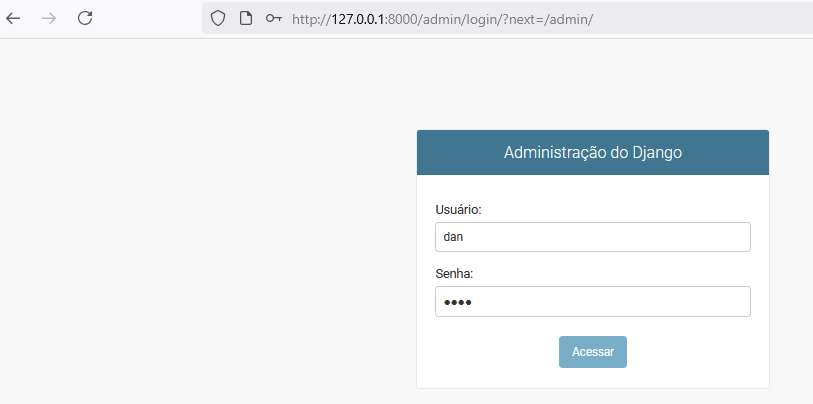 http://127.0.0.1:8000/admin/login/?next=/admin/
Administração do Django
Usuário:
dan
Senha:
••••
Acessar